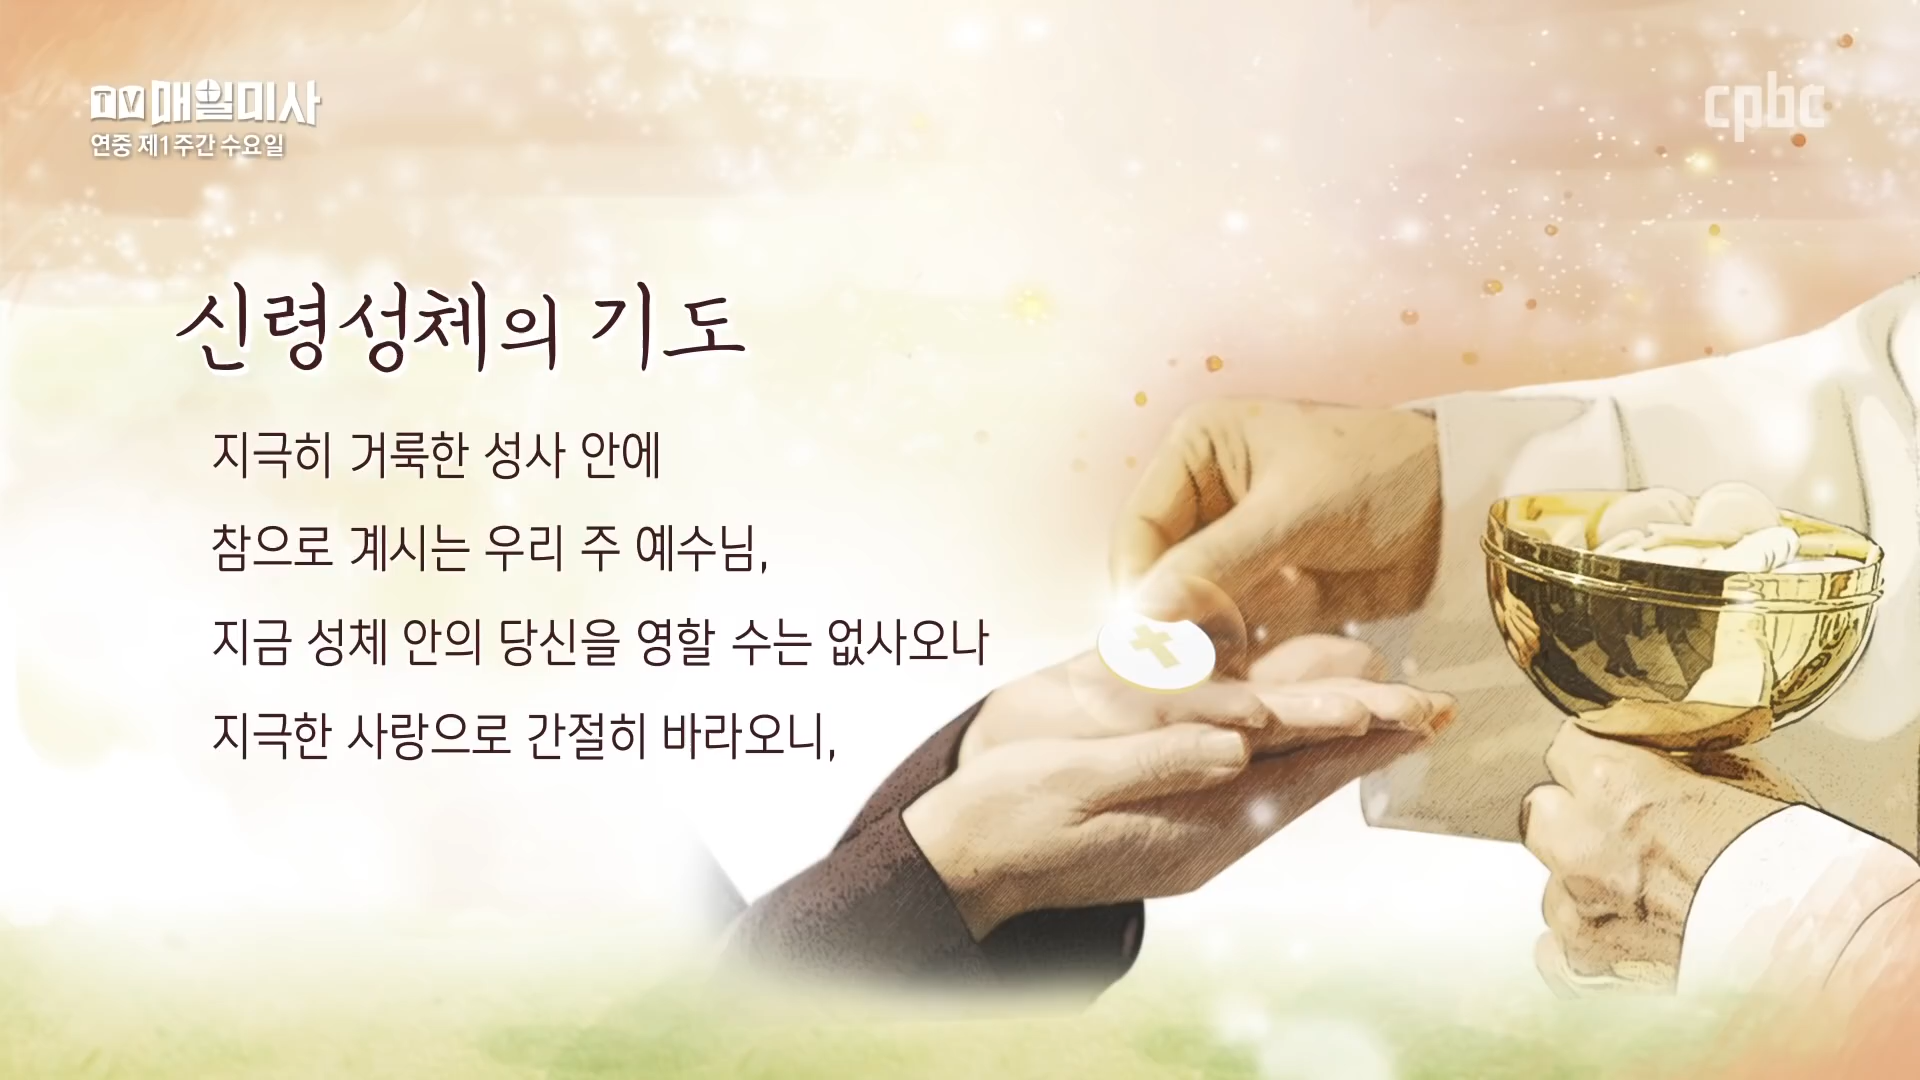 TV 매일미사
연중 제1주간 수요일
cpbc
신령성체의 기도
지극히 거룩한 성사 안에
참으로 계시는 우리 주 예수님,
지금 성체 안의 당신을 영할 수는 없사오나
지극한 사랑으로 간절히 바라오니,